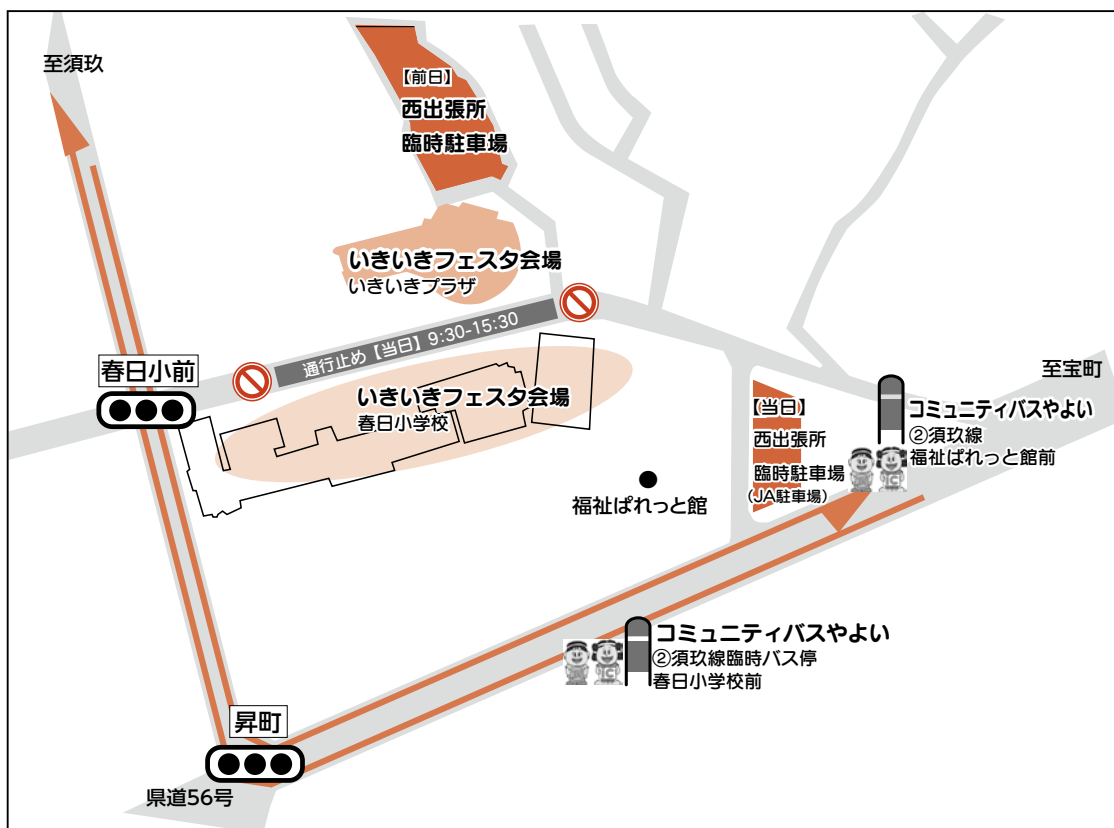 至須玖
【前日】
西出張所
臨時駐車場
いきいきフェスタ会場
いきいきプラザ
通行止め【当日】9:30-15:30
春日小前
いきいきフェスタ会場
春日小学校
至宝町
【当日】
西出張所
臨時駐車場
(JA駐車場)
コミュニティバスやよい
②須玖線
福祉ぱれっと館前
福祉ぱれっと館
コミュニティバスやよい
②須玖線臨時バス停
春日小学校前
昇町
県道56号